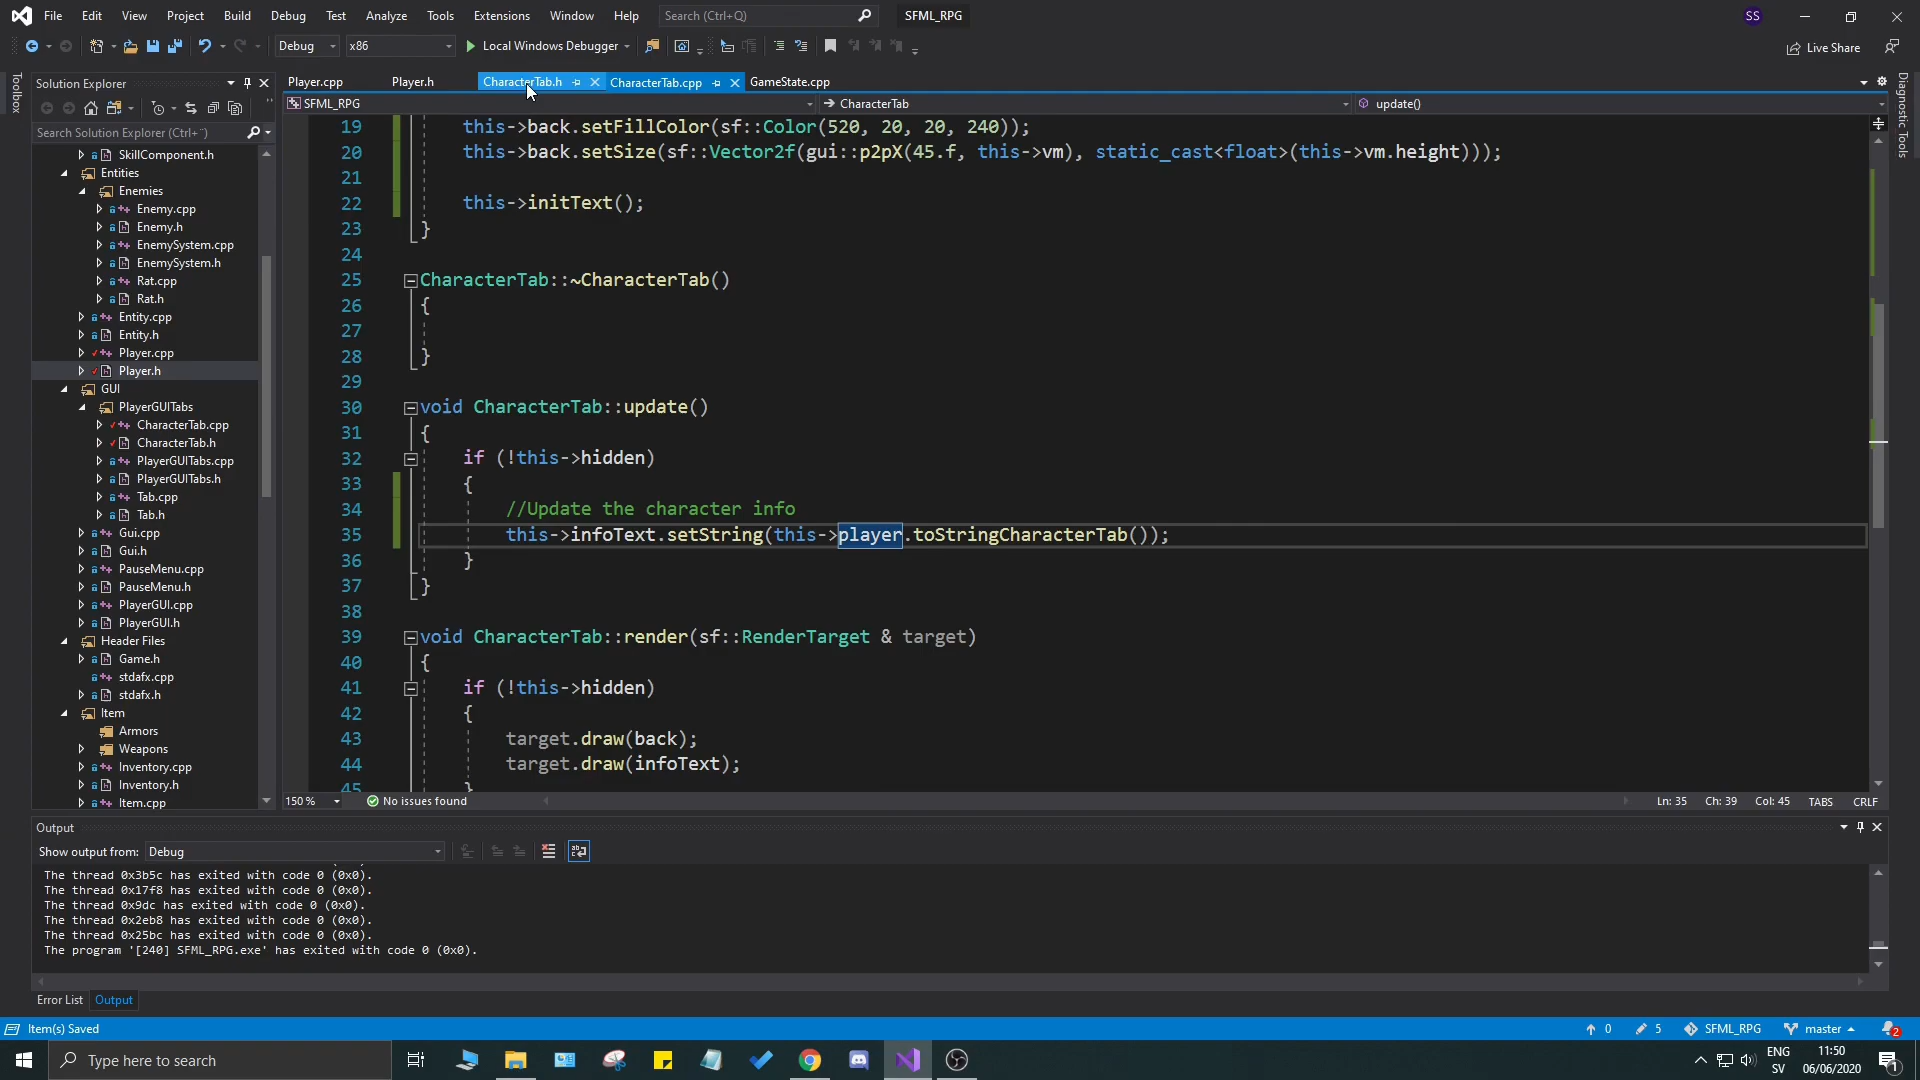 File Edit View Project Build Debug Test Analyze Tools Extensions Window Help Search (Ctrl+Q) SFML_RPG SS
Debug x86 Local Windows Debugger Live Share
Toolbox
Solution Explorer
Search Solution Explorer (Ctrl+¨)
SkillComponent.h
Entities
Enemies
Enemy.cpp
Enemy.h
EnemySystem.cpp
EnemySystem.h
Rat.cpp
Rat.h
Entity.cpp
Entity.h
Player.cpp
Player.h
GUI
PlayerGUITabs
CharacterTab.cpp
CharacterTab.h
PlayerGUITabs.cpp
PlayerGUITabs.h
Tab.cpp
Tab.h
Gui.cpp
Gui.h
PauseMenu.cpp
PauseMenu.h
PlayerGUI.cpp
PlayerGUI.h
Header Files
Game.h
stdafx.cpp
stdafx.h
Item
Armors
Weapons
Inventory.cpp
Inventory.h
Item.cpp
Player.cpp Player.h CharacterTab.h CharacterTab.cpp GameState.cpp
SFML_RPG CharacterTab update()
19 this->back.setFillColor(sf::Color(520, 20, 20, 240));
20 this->back.setSize(sf::Vector2f(gui::p2pX(45.f, this->vm), static_cast<float>(this->vm.height)));
21
22 this->initText();
23 }
24
25 CharacterTab::~CharacterTab()
26 {
27
28 }
29
30 void CharacterTab::update()
31 {
32 if (!this->hidden)
33 {
34 //Update the character info
35 this->infoText.setString(this->player.toStringCharacterTab());
36 }
37 }
38
39 void CharacterTab::render(sf::RenderTarget & target)
40 {
41 if (!this->hidden)
42 {
43 target.draw(back);
44 target.draw(infoText);
45 }
Diagnostic Tools
150 % No issues found Ln: 35 Ch: 39 Col: 45 TABS CRLF
Output
Show output from: Debug
The thread 0x3b5c has exited with code 0 (0x0).
The thread 0x17f8 has exited with code 0 (0x0).
The thread 0x9dc has exited with code 0 (0x0).
The thread 0x2eb8 has exited with code 0 (0x0).
The thread 0x25bc has exited with code 0 (0x0).
The program '[240] SFML_RPG.exe' has exited with code 0 (0x0).
Error List Output
Item(s) Saved 0 5 SFML_RPG master 2
Type here to search ENG 11:50
SV 06/06/2020 1